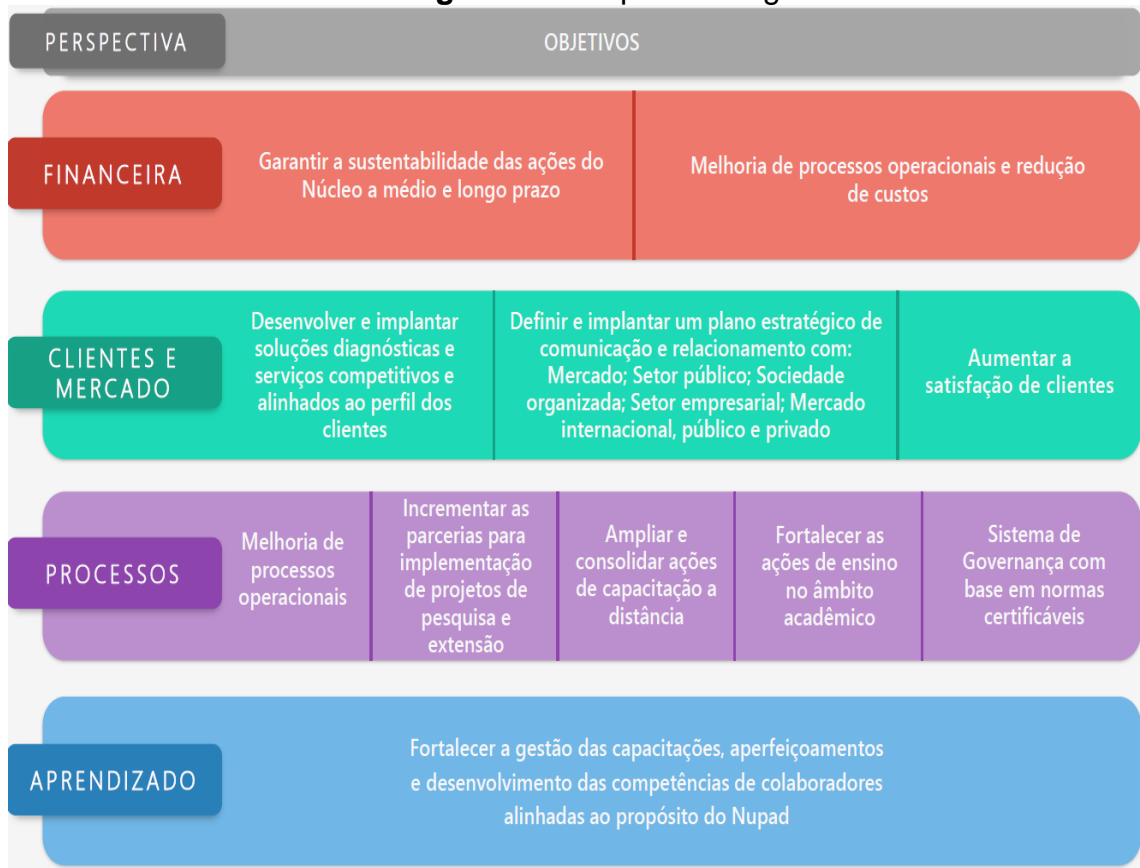 PERSPECTIVA
OBJETIVOS
FINANCEIRA
Garantir a sustentabilidade das ações do
Núcleo a médio e longo prazo
Melhoria de processos operacionais e redução
de custos
CLIENTES E
MERCADO
Desenvolver e implantar
soluções diagnósticas e
serviços competitivos e
alinhados ao perfil dos
clientes
Definir e implantar um plano estratégico de
comunicação e relacionamento com:
Mercado; Setor público; Sociedade
organizada; Setor empresarial; Mercado
internacional, público e privado
Aumentar a
satisfação de clientes
PROCESSOS
Melhoria de
processos
operacionais
Incrementar as
parcerias para
implementação
de projetos de
pesquisa e
extensão
Ampliar e
consolidar ações
de capacitação a
distância
Fortalecer as
ações de ensino
no âmbito
acadêmico
Sistema de
Governança com
base em normas
certificáveis
APRENDIZADO
Fortalecer a gestão das capacitações, aperfeiçoamentos
e desenvolvimento das competências de colaboradores
alinhadas ao propósito do Nupad